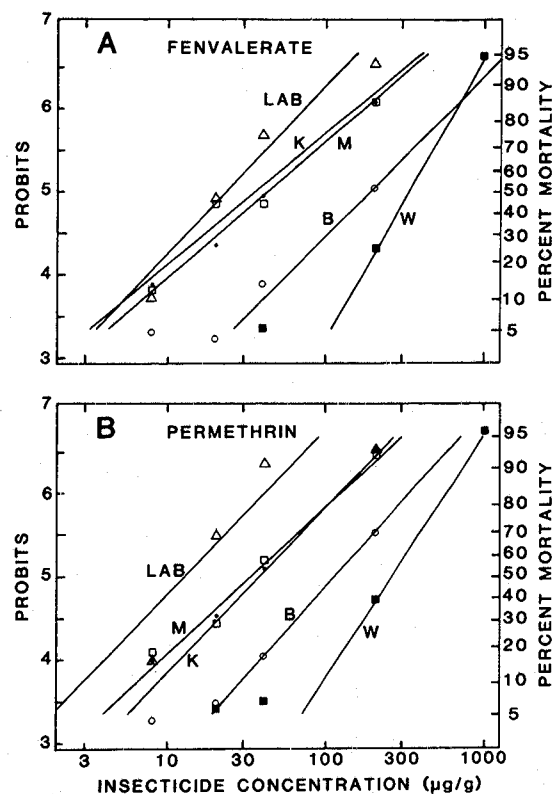 A FENVALERATE
7
6
5
4
3
PROBITS
LAB
K
M
B
W
95
90
80
70
60
50
40
30
20
10
5
PERCENT MORTALITY
B PERMETHRIN
7
6
5
4
3
PROBITS
LAB
M
K
B
W
95
90
80
70
60
50
40
30
20
10
5
PERCENT MORTALITY
3 10 30 100 300 1000
INSECTICIDE CONCENTRATION (µg/g)